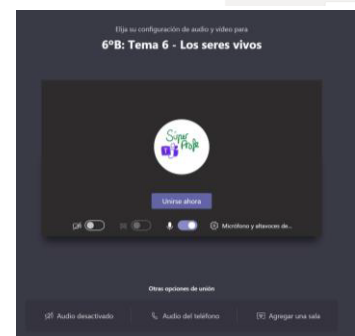 Elija su configuración de audio y vídeo para
6ºB: Tema 6 - Los seres vivos
Súper
Profe
Unirse ahora
Micrófono y altavoces de...
Otras opciones de unión
Audio desactivado
Audio del teléfono
Agregar una sala